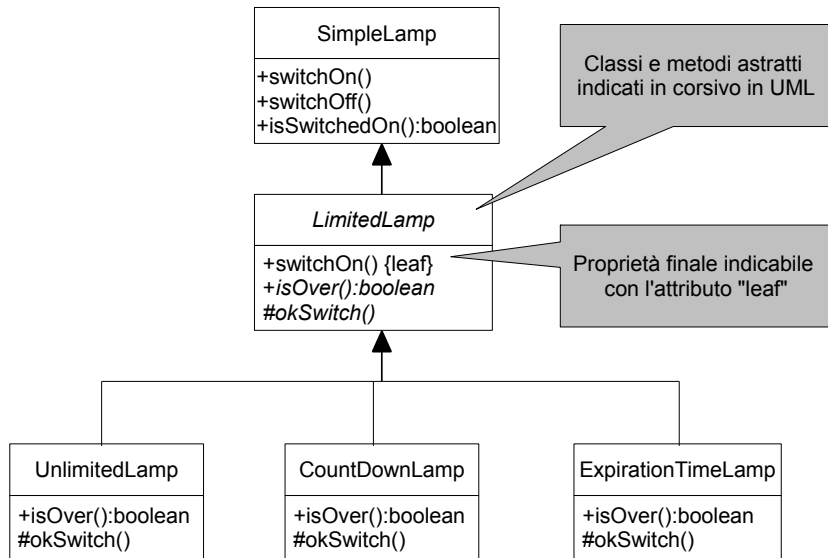 SimpleLamp
+switchOn()
+switchOff()
+isSwitchedOn():boolean
Classi e metodi astratti
indicati in corsivo in UML
LimitedLamp
+switchOn() {leaf}
+isOver():boolean
#okSwitch()
Proprietà finale indicabile
con l'attributo "leaf"
UnlimitedLamp
+isOver():boolean
#okSwitch()
CountDownLamp
+isOver():boolean
#okSwitch()
ExpirationTimeLamp
+isOver():boolean
#okSwitch()